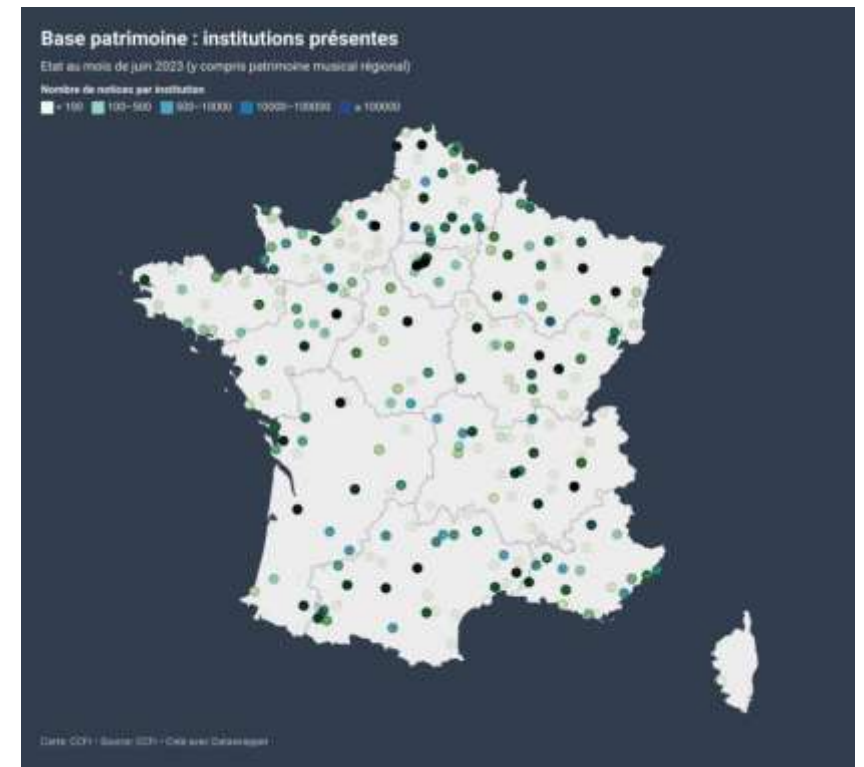 Base patrimoine : institutions présentes
Etat au mois de juin 2023 (y compris patrimoine musical régional)
Nombre de notices par institution
< 100 100–500 500–10000 10000–100000 ≥ 100000
Carte: CCFr • Source: CCFr • Créé avec Datawrapper